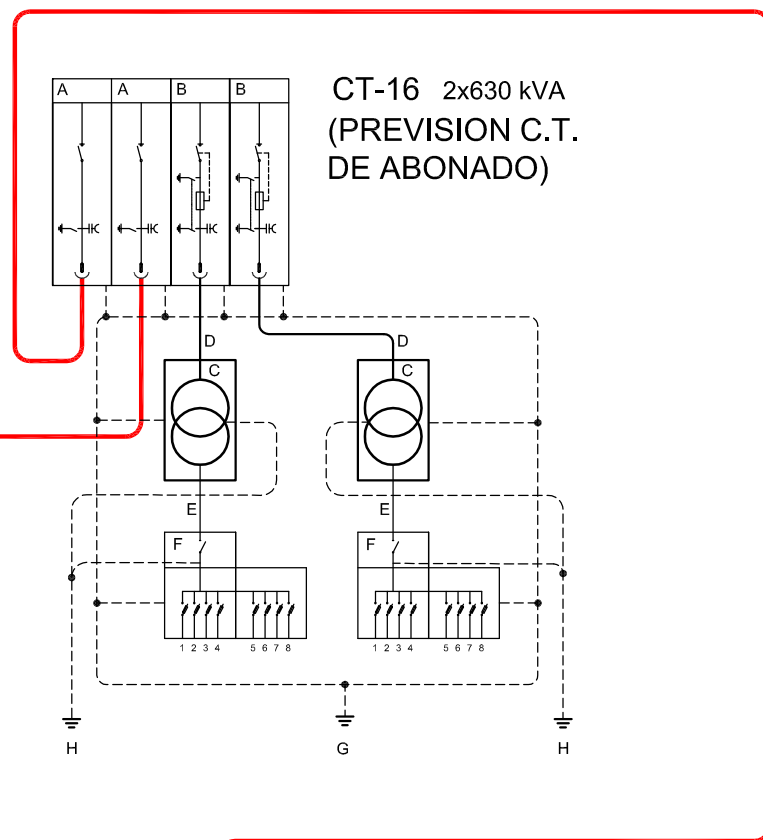 A A B B
CT-16 2x630 kVA
(PREVISION C.T.
DE ABONADO)
D D
C C
E E
F F
1 2 3 4 5 6 7 8 1 2 3 4 5 6 7 8
H G H